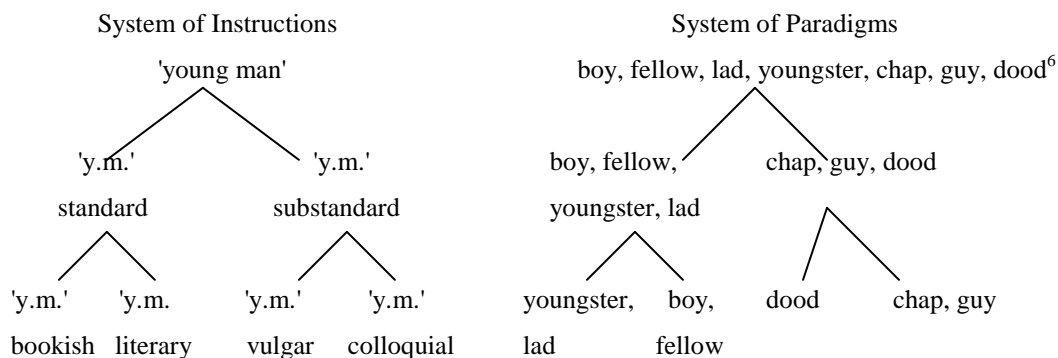 System of Instructions
'young man'
'y.m.' 'y.m.'
standard substandard
'y.m.' 'y.m. 'y.m.' 'y.m.'
bookish literary vulgar colloquial
System of Paradigms
boy, fellow, lad, youngster, chap, guy, dood⁶
boy, fellow, chap, guy, dood
youngster, lad
youngster, boy, dood chap, guy
lad fellow